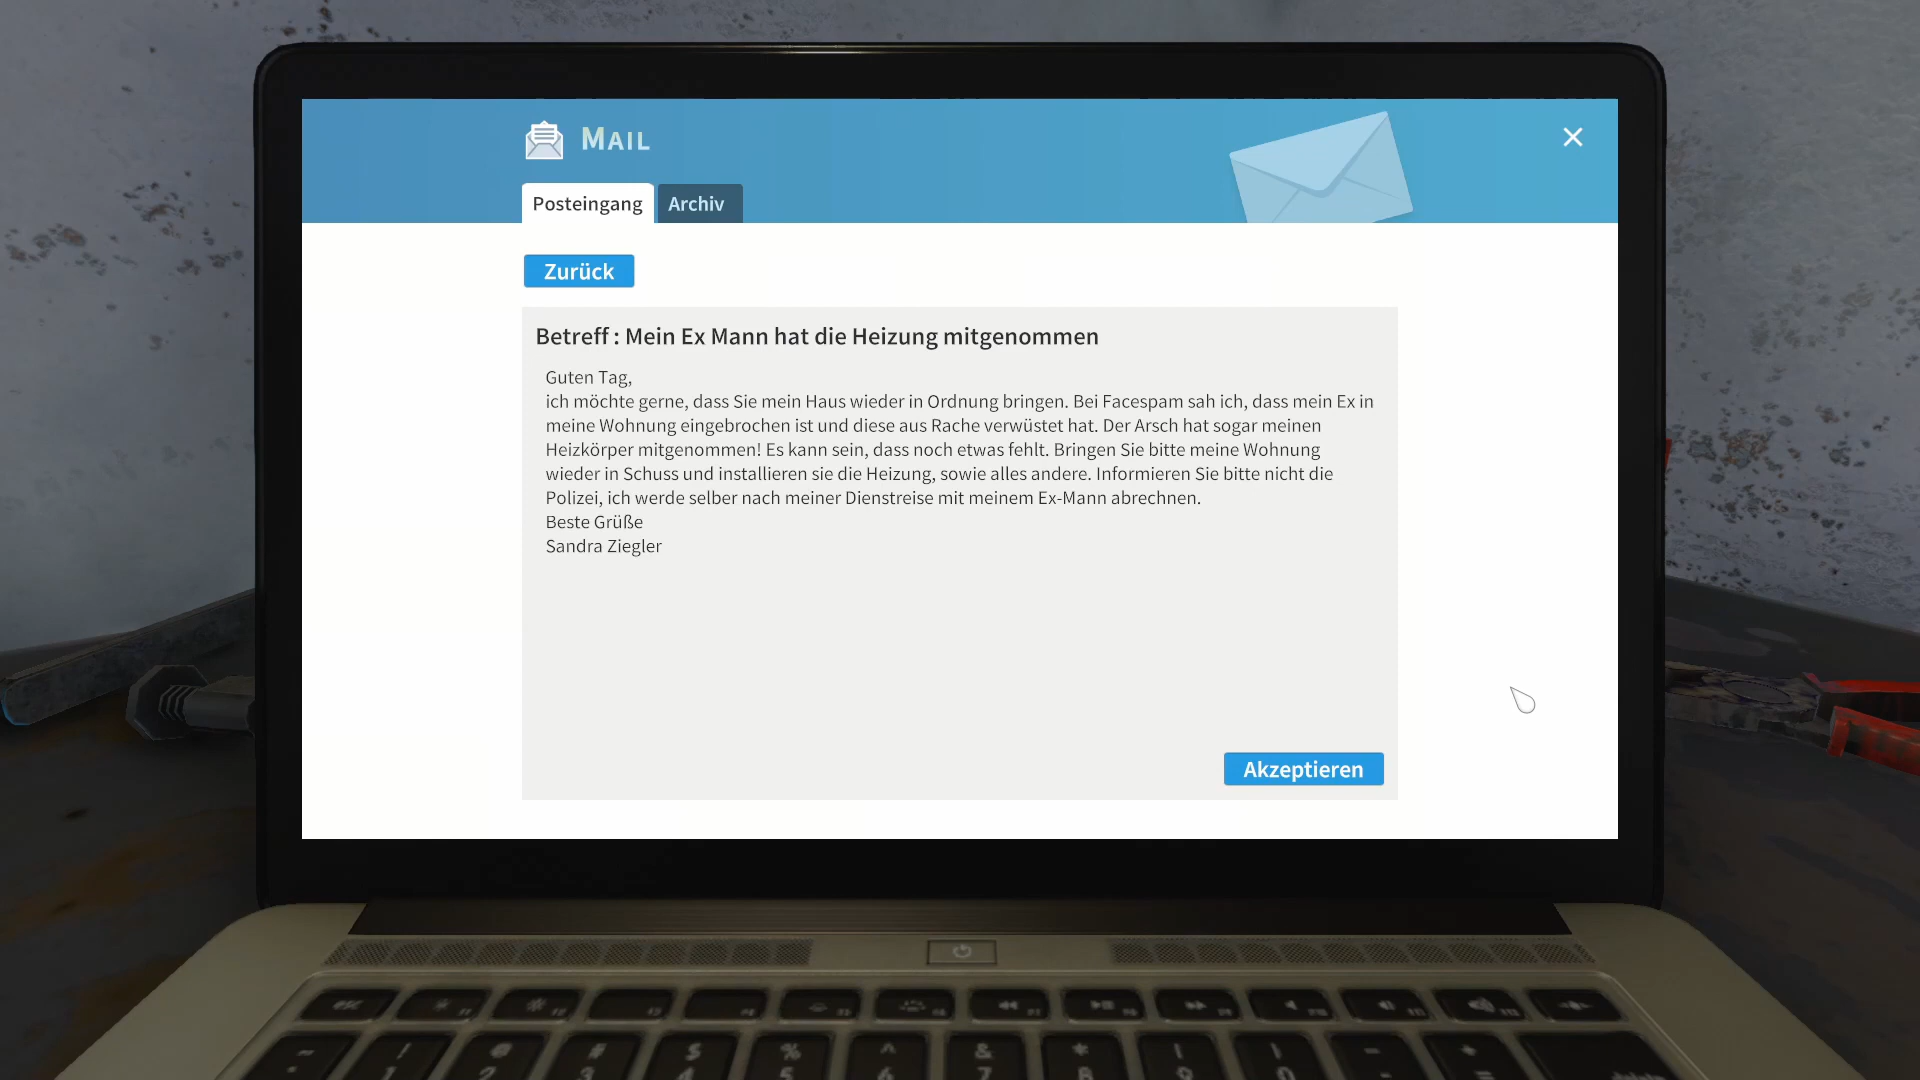 MAIL
Posteingang Archiv
Zurück
Betreff : Mein Ex Mann hat die Heizung mitgenommen
Guten Tag,
ich möchte gerne, dass Sie mein Haus wieder in Ordnung bringen. Bei Facespam sah ich, dass mein Ex in
meine Wohnung eingebrochen ist und diese aus Rache verwüstet hat. Der Arsch hat sogar meinen
Heizkörper mitgenommen! Es kann sein, dass noch etwas fehlt. Bringen Sie bitte meine Wohnung
wieder in Schuss und installieren sie die Heizung, sowie alles andere. Informieren Sie bitte nicht die
Polizei, ich werde selber nach meiner Dienstreise mit meinem Ex-Mann abrechnen.
Beste Grüße
Sandra Ziegler
Akzeptieren
esc